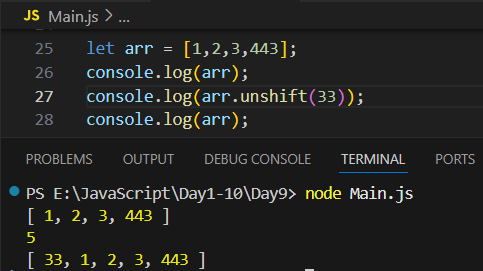 JS Main.js > ...
25 let arr = [1,2,3,443];
26 console.log(arr);
27 console.log(arr.unshift(33));
28 console.log(arr);
PROBLEMS OUTPUT DEBUG CONSOLE TERMINAL PORTS
PS E:\JavaScript\Day1-10\Day9> node Main.js
[ 1, 2, 3, 443 ]
5
[ 33, 1, 2, 3, 443 ]